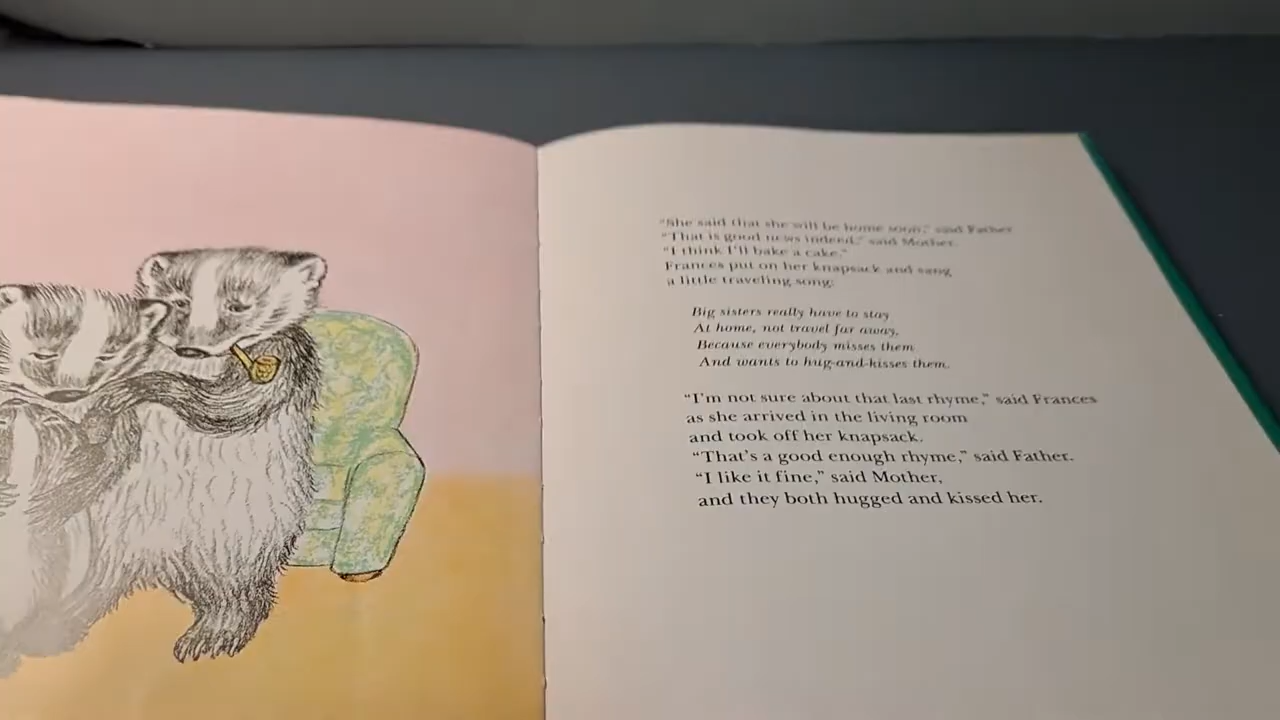 "She said that she will be home soon," said Father.
"That is good news indeed," said Mother.
"I think I'll bake a cake."
Frances put on her knapsack and sang
a little traveling song:
Big sisters really have to stay
At home, not travel far away,
Because everybody misses them
And wants to hug-and-kisses them.
"I'm not sure about that last rhyme," said Frances
as she arrived in the living room
and took off her knapsack.
"That's a good enough rhyme," said Father.
"I like it fine," said Mother,
and they both hugged and kissed her.